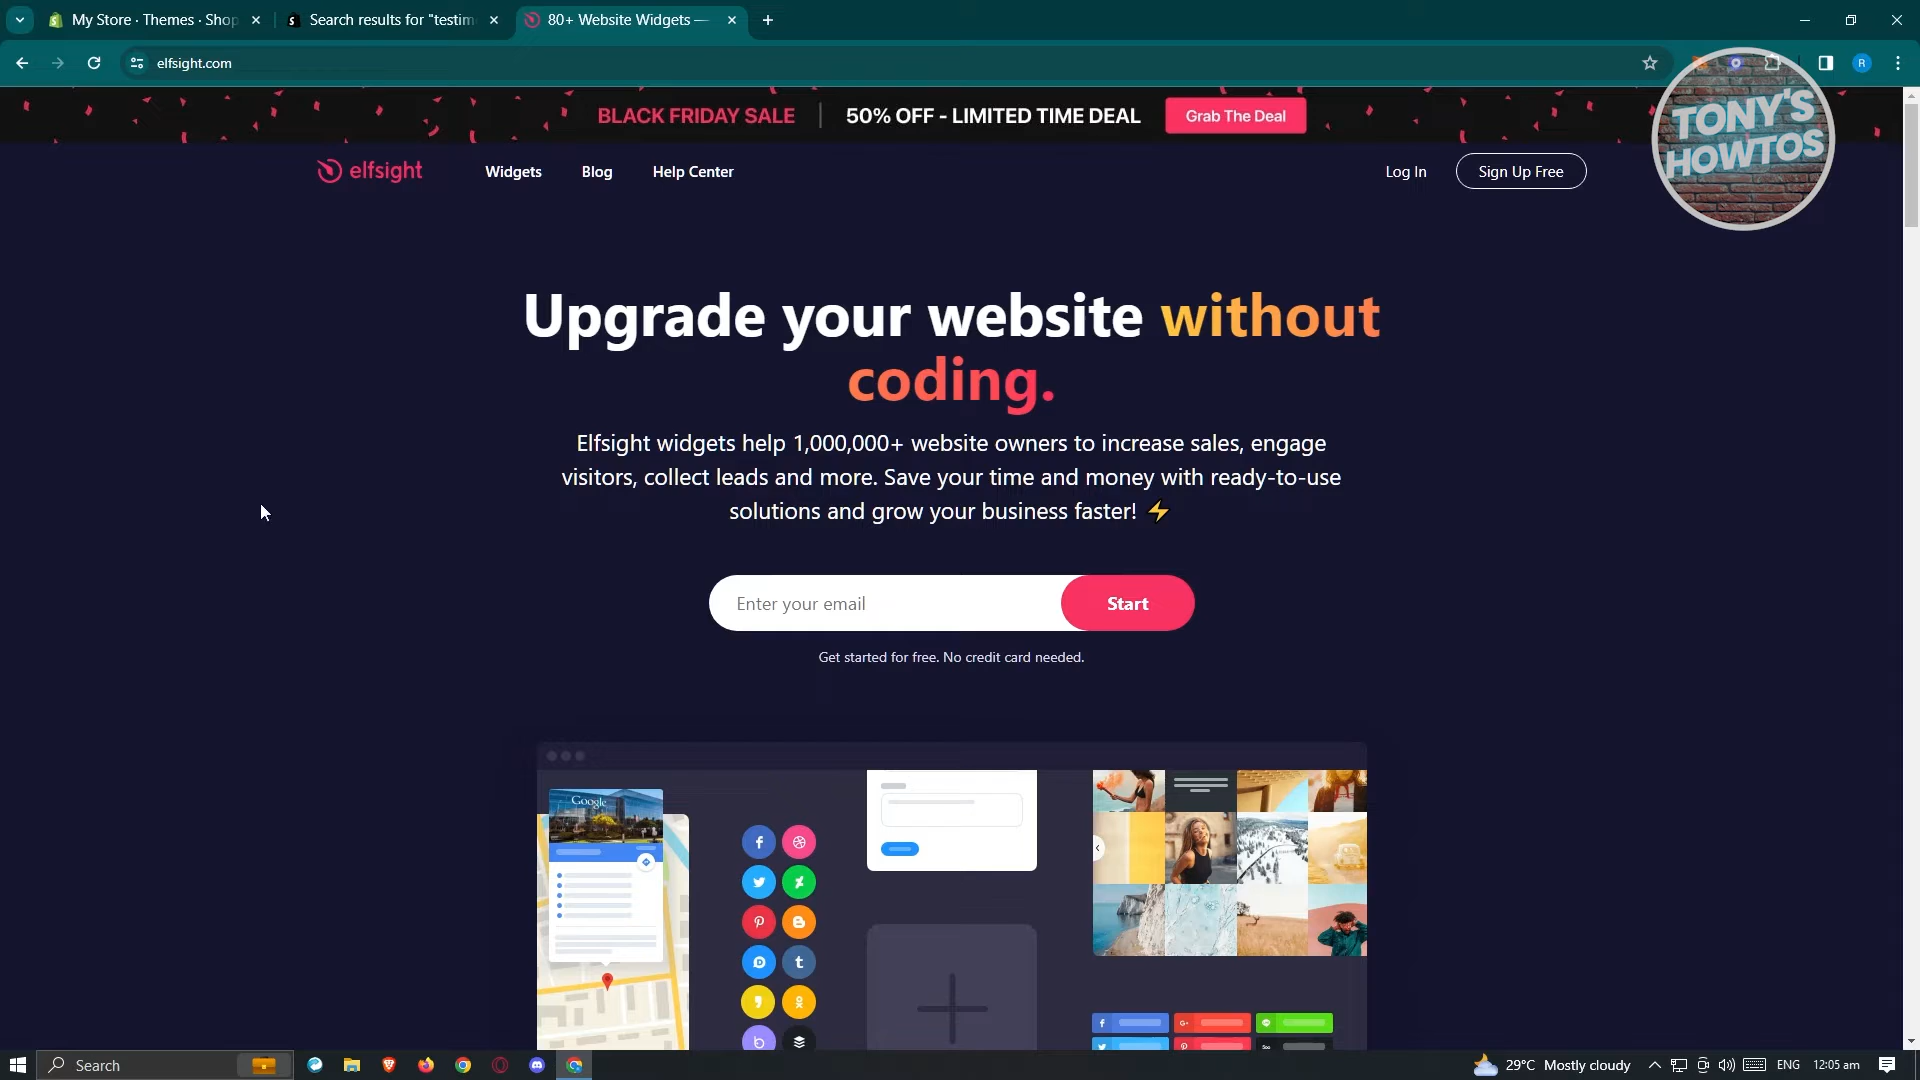 My Store · Themes · Shop
Search results for "testim
80+ Website Widgets —
elfsight.com
R
BLACK FRIDAY SALE | 50% OFF - LIMITED TIME DEAL
Grab The Deal
TONY'S
HOWTOS
elfsight
Widgets
Blog
Help Center
Log In
Sign Up Free
Upgrade your website without
coding.
Elfsight widgets help 1,000,000+ website owners to increase sales, engage
visitors, collect leads and more. Save your time and money with ready-to-use
solutions and grow your business faster! ⚡
Enter your email
Start
Get started for free. No credit card needed.
Google
Search
29°C Mostly cloudy
ENG
12:05 am